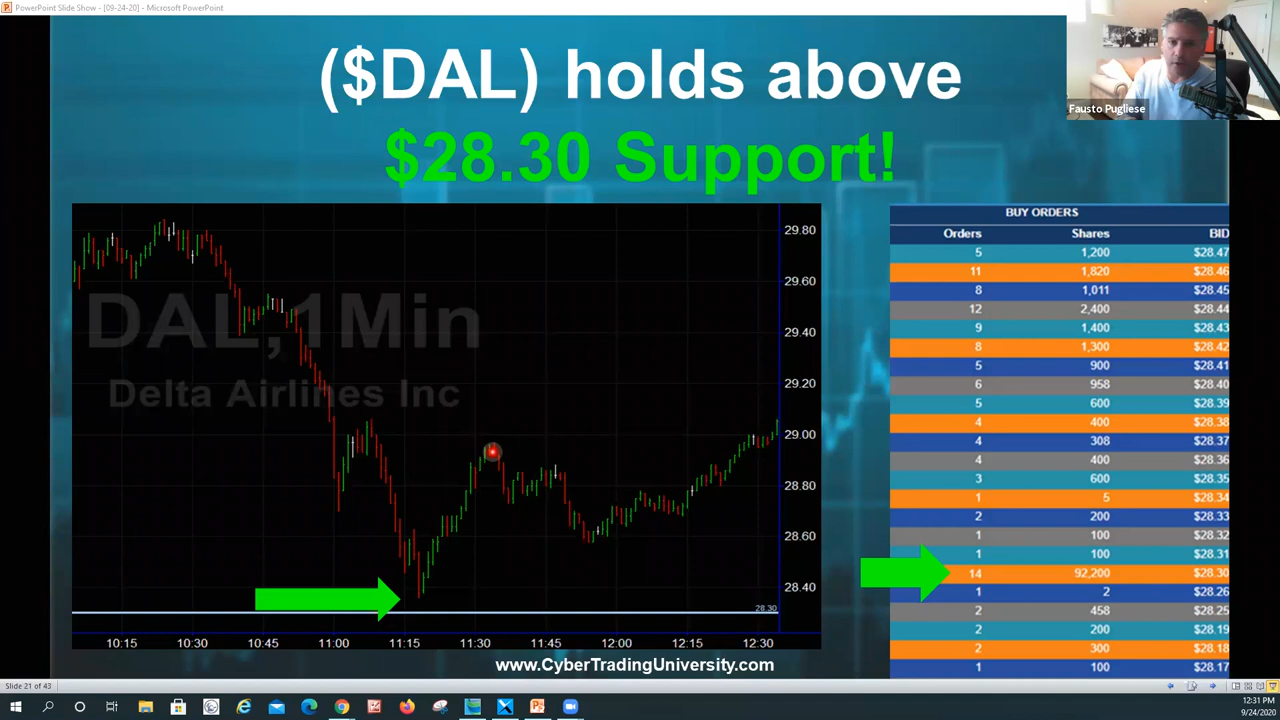 PowerPoint Slide Show - [09-24-20] - Microsoft PowerPoint
($DAL) holds above
$28.30 Support!
Fausto Pugliese
DAL,1Min
Delta Airlines Inc
29.80
29.60
29.40
29.20
29.00
28.80
28.60
28.40
28.30
10:15 10:30 10:45 11:00 11:15 11:30 11:45 12:00 12:15 12:30
BUY ORDERS
Orders Shares BID
5 1,200 $28.47
11 1,820 $28.46
8 1,011 $28.45
12 2,400 $28.44
9 1,400 $28.43
8 1,300 $28.42
5 900 $28.41
6 958 $28.40
5 600 $28.39
4 400 $28.38
4 308 $28.37
4 400 $28.36
3 600 $28.35
1 5 $28.34
2 200 $28.33
1 100 $28.32
1 100 $28.31
14 92,200 $28.30
1 2 $28.26
2 458 $28.25
2 200 $28.19
2 300 $28.18
1 100 $28.17
www.CyberTradingUniversity.com
Slide 21 of 43
12:31 PM
9/24/2020